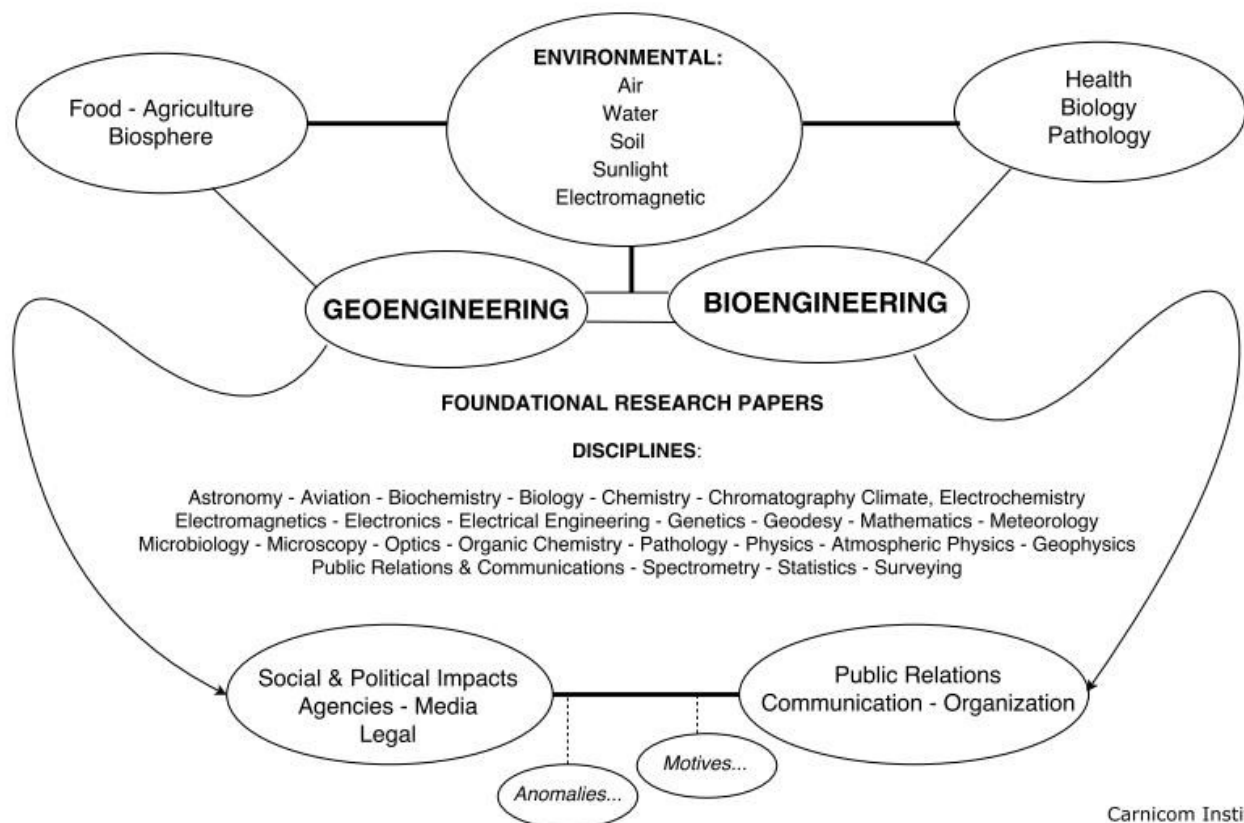 ENVIRONMENTAL:
Air
Water
Soil
Sunlight
Electromagnetic
Food - Agriculture
Biosphere
Health
Biology
Pathology
GEOENGINEERING
BIOENGINEERING
FOUNDATIONAL RESEARCH PAPERS
DISCIPLINES:
Astronomy - Aviation - Biochemistry - Biology - Chemistry - Chromatography Climate, Electrochemistry
Electromagnetics - Electronics - Electrical Engineering - Genetics - Geodesy - Mathematics - Meteorology
Microbiology - Microscopy - Optics - Organic Chemistry - Pathology - Physics - Atmospheric Physics - Geophysics
Public Relations & Communications - Spectrometry - Statistics - Surveying
Social & Political Impacts
Agencies - Media
Legal
Public Relations
Communication - Organization
Motives...
Anomalies...
Carnicom Insti